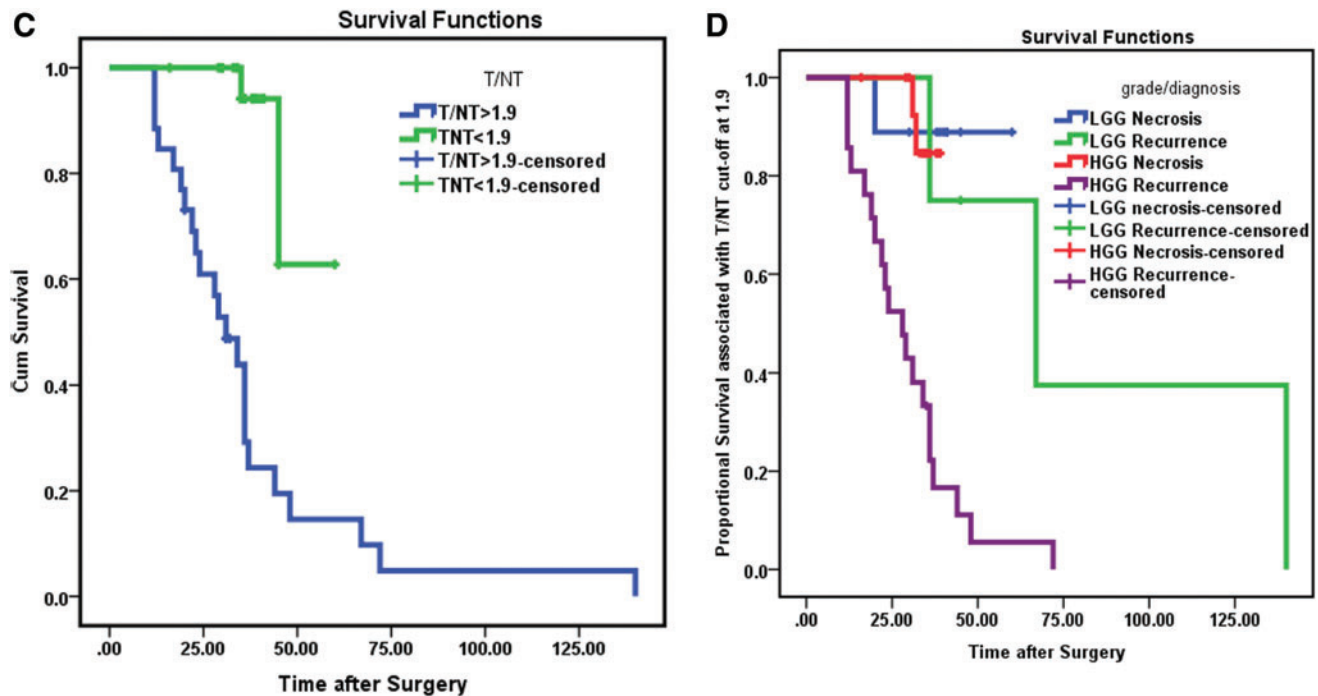 C
Survival Functions
T/NT
T/NT>1.9
TNT<1.9
T/NT>1.9-censored
TNT<1.9-censored
Cum Survival
1.0
0.8
0.6
0.4
0.2
0.0
.00 25.00 50.00 75.00 100.00 125.00
Time after Surgery
D
Survival Functions
grade/diagnosis
LGG Necrosis
LGG Recurrence
HGG Necrosis
HGG Recurrence
LGG necrosis-censored
LGG Recurrence-censored
HGG Necrosis-censored
HGG Recurrence-
censored
Proportional Survival associated with T/NT cut-off at 1.9
1.0
0.8
0.6
0.4
0.2
0.0
.00 25.00 50.00 75.00 100.00 125.00
Time after Surgery